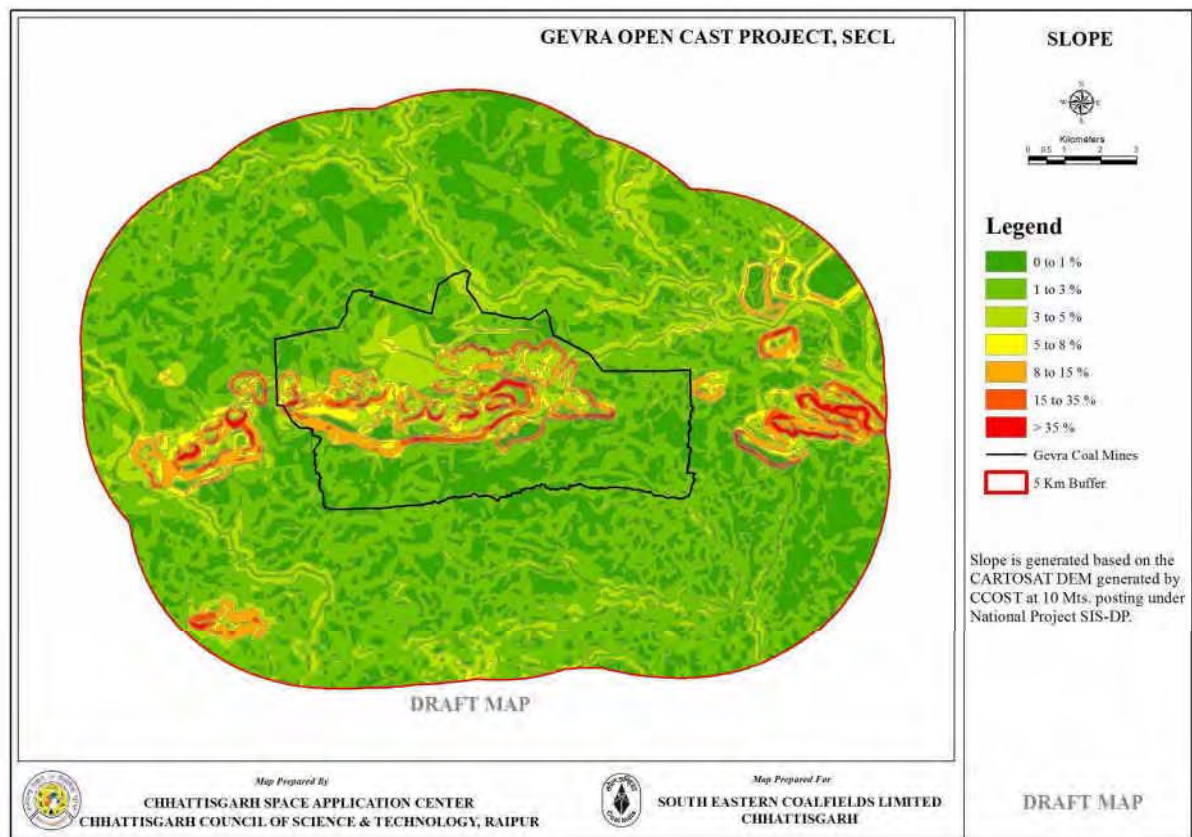 GEVRA OPEN CAST PROJECT, SECL
DRAFT MAP
SLOPE
N
W
E
S
Kilometers
0 0.5 1 2 3
Legend
0 to 1 %
1 to 3 %
3 to 5 %
5 to 8 %
8 to 15 %
15 to 35 %
> 35 %
Gevra Coal Mines
5 Km Buffer
Slope is generated based on the
CARTOSAT DEM generated by
CCOST at 10 Mts. posting under
National Project SIS-DP.
Map Prepared By
CHHATTISGARH SPACE APPLICATION CENTER
CHHATTISGARH COUNCIL OF SCIENCE & TECHNOLOGY, RAIPUR
Map Prepared For
SOUTH EASTERN COALFIELDS LIMITED
CHHATTISGARH
DRAFT MAP